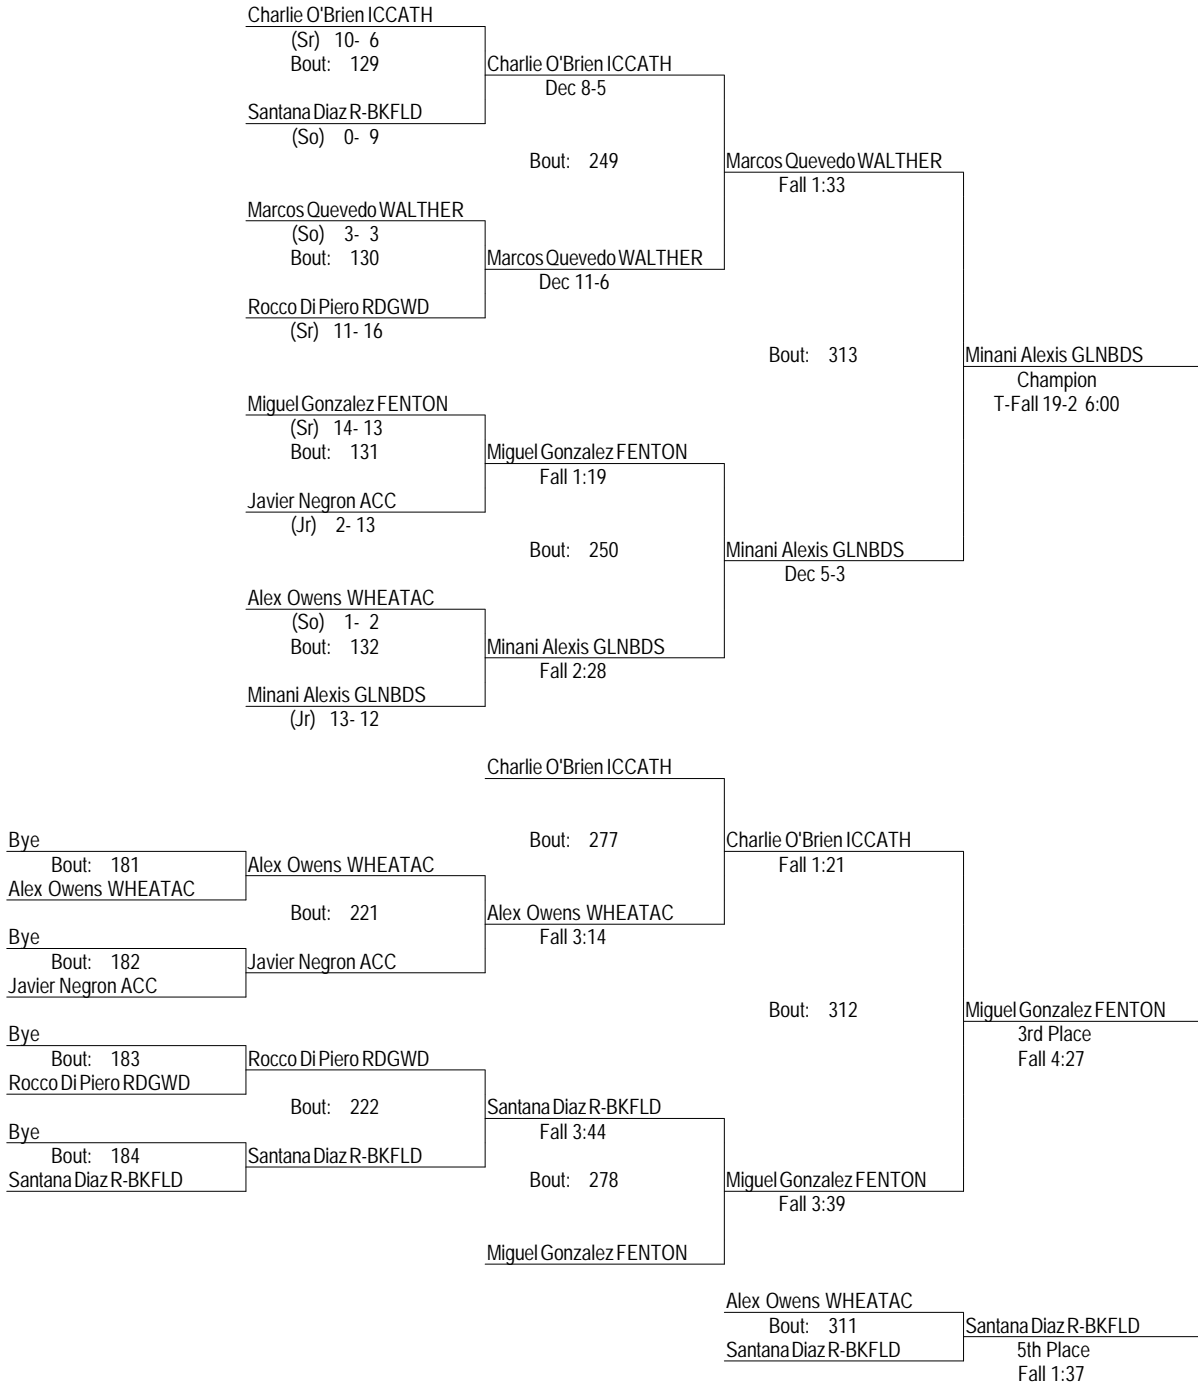 Charlie O'Brien ICCATH
(Sr) 10- 6
Bout: 129
Charlie O'Brien ICCATH
Dec 8-5
Santana Diaz R-BKFLD
(So) 0- 9
Bout: 249
Marcos Quevedo WALTHER
Fall 1:33
Marcos Quevedo WALTHER
(So) 3- 3
Bout: 130
Marcos Quevedo WALTHER
Dec 11-6
Rocco Di Piero RDGWD
(Sr) 11- 16
Bout: 313
Minani Alexis GLNBDS
Champion
T-Fall 19-2 6:00
Miguel Gonzalez FENTON
(Sr) 14- 13
Bout: 131
Miguel Gonzalez FENTON
Fall 1:19
Javier Negron ACC
(Jr) 2- 13
Bout: 250
Minani Alexis GLNBDS
Dec 5-3
Alex Owens WHEATAC
(So) 1- 2
Bout: 132
Minani Alexis GLNBDS
Fall 2:28
Minani Alexis GLNBDS
(Jr) 13- 12
Charlie O'Brien ICCATH
Bout: 277
Charlie O'Brien ICCATH
Fall 1:21
Bye
Bout: 181
Alex Owens WHEATAC
Alex Owens WHEATAC
Bout: 221
Alex Owens WHEATAC
Fall 3:14
Bye
Bout: 182
Javier Negron ACC
Javier Negron ACC
Bout: 312
Miguel Gonzalez FENTON
3rd Place
Fall 4:27
Bye
Bout: 183
Rocco Di Piero RDGWD
Rocco Di Piero RDGWD
Bout: 222
Santana Diaz R-BKFLD
Fall 3:44
Bye
Bout: 184
Santana Diaz R-BKFLD
Santana Diaz R-BKFLD
Bout: 278
Miguel Gonzalez FENTON
Fall 3:39
Miguel Gonzalez FENTON
Alex Owens WHEATAC
Bout: 311
Santana Diaz R-BKFLD
Santana Diaz R-BKFLD
5th Place
Fall 1:37